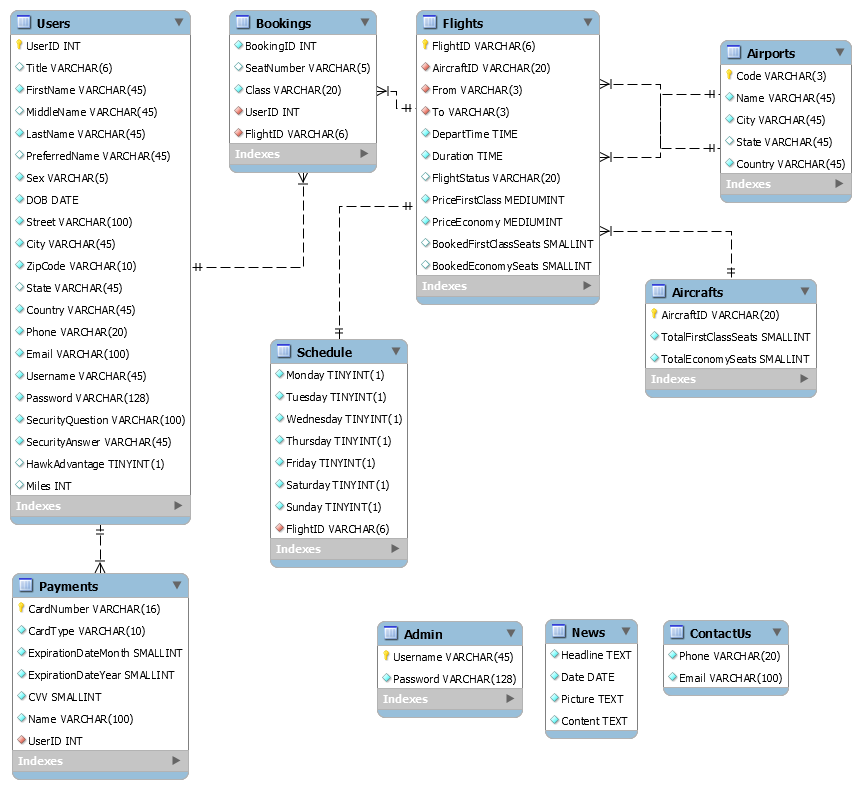 Users
UserID INT
Title VARCHAR(6)
FirstName VARCHAR(45)
MiddleName VARCHAR(45)
LastName VARCHAR(45)
PreferredName VARCHAR(45)
Sex VARCHAR(5)
DOB DATE
Street VARCHAR(100)
City VARCHAR(45)
ZipCode VARCHAR(10)
State VARCHAR(45)
Country VARCHAR(45)
Phone VARCHAR(20)
Email VARCHAR(100)
Username VARCHAR(45)
Password VARCHAR(128)
SecurityQuestion VARCHAR(100)
SecurityAnswer VARCHAR(45)
HawkAdvantage TINYINT(1)
Miles INT
Indexes
Bookings
BookingID INT
SeatNumber VARCHAR(5)
Class VARCHAR(20)
UserID INT
FlightID VARCHAR(6)
Indexes
Flights
FlightID VARCHAR(6)
AircraftID VARCHAR(20)
From VARCHAR(3)
To VARCHAR(3)
DepartTime TIME
Duration TIME
FlightStatus VARCHAR(20)
PriceFirstClass MEDIUMINT
PriceEconomy MEDIUMINT
BookedFirstClassSeats SMALLINT
BookedEconomySeats SMALLINT
Indexes
Airports
Code VARCHAR(3)
Name VARCHAR(45)
City VARCHAR(45)
State VARCHAR(45)
Country VARCHAR(45)
Indexes
Aircrafts
AircraftID VARCHAR(20)
TotalFirstClassSeats SMALLINT
TotalEconomySeats SMALLINT
Indexes
Schedule
Monday TINYINT(1)
Tuesday TINYINT(1)
Wednesday TINYINT(1)
Thursday TINYINT(1)
Friday TINYINT(1)
Saturday TINYINT(1)
Sunday TINYINT(1)
FlightID VARCHAR(6)
Indexes
Payments
CardNumber VARCHAR(16)
CardType VARCHAR(10)
ExpirationDateMonth SMALLINT
ExpirationDateYear SMALLINT
CVV SMALLINT
Name VARCHAR(100)
UserID INT
Indexes
Admin
Username VARCHAR(45)
Password VARCHAR(128)
Indexes
News
Headline TEXT
Date DATE
Picture TEXT
Content TEXT
ContactUs
Phone VARCHAR(20)
Email VARCHAR(100)